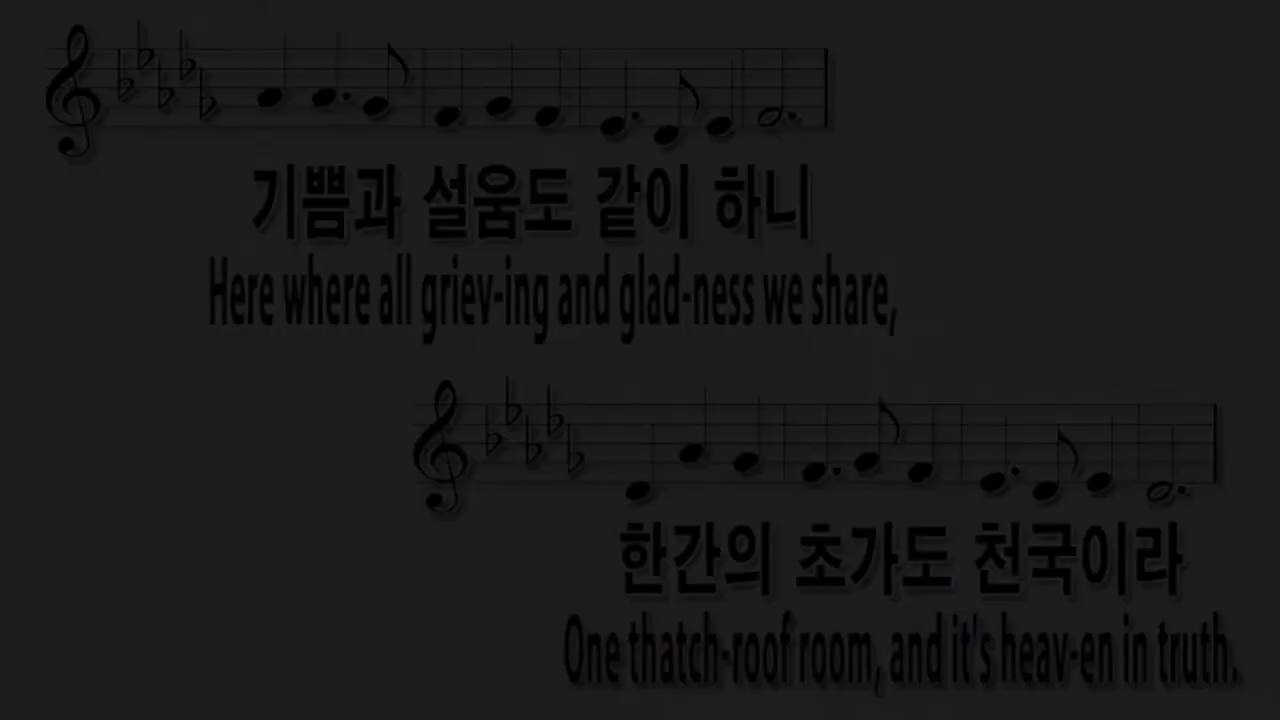 기쁨과 설움도 같이 하니
Here where all griev-ing and glad-ness we share,
한간의 초가도 천국이라
One thatch-roof room, and it's heav-en in truth.